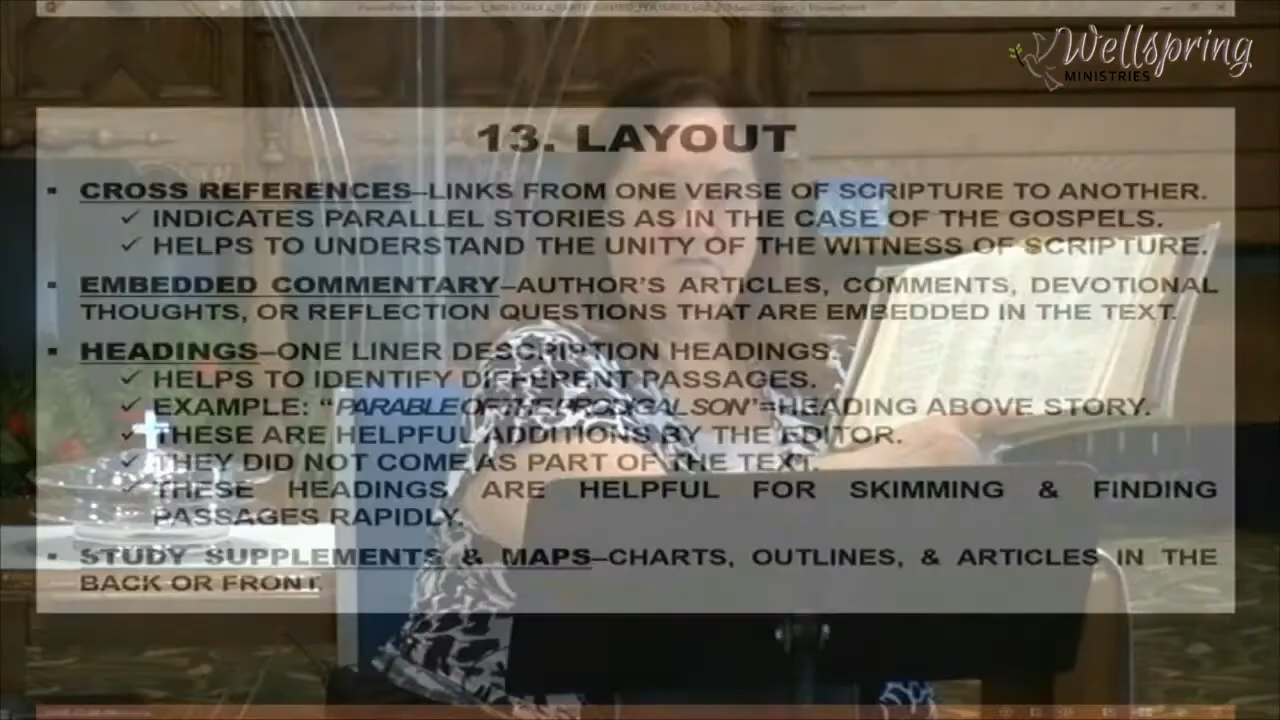 Wellspring
MINISTRIES
13. LAYOUT
▪ CROSS REFERENCES–LINKS FROM ONE VERSE OF SCRIPTURE TO ANOTHER.
✓ INDICATES PARALLEL STORIES AS IN THE CASE OF THE GOSPELS.
✓ HELPS TO UNDERSTAND THE UNITY OF THE WITNESS OF SCRIPTURE.
▪ EMBEDDED COMMENTARY–AUTHOR'S ARTICLES, COMMENTS, DEVOTIONAL
THOUGHTS, OR REFLECTION QUESTIONS THAT ARE EMBEDDED IN THE TEXT.
▪ HEADINGS–ONE LINER DESCRIPTION HEADINGS.
✓ HELPS TO IDENTIFY DIFFERENT PASSAGES.
✓ EXAMPLE: "PARABLE OF THE PRODIGAL SON"=HEADING ABOVE STORY.
✓ THESE ARE HELPFUL ADDITIONS BY THE EDITOR.
✓ THEY DID NOT COME AS PART OF THE TEXT.
✓ THESE HEADINGS ARE HELPFUL FOR SKIMMING & FINDING
PASSAGES RAPIDLY.
▪ STUDY SUPPLEMENTS & MAPS–CHARTS, OUTLINES, & ARTICLES IN THE
BACK OR FRONT.